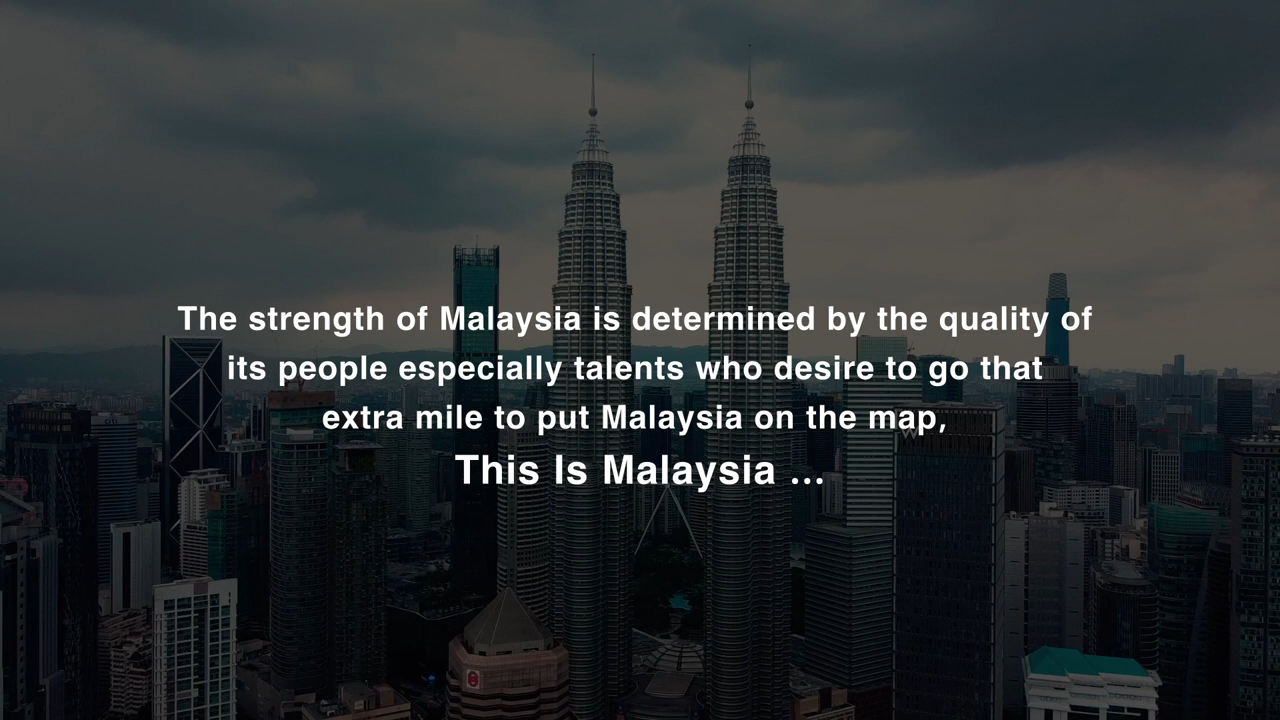 The strength of Malaysia is determined by the quality of
its people especially talents who desire to go that
extra mile to put Malaysia on the map,
This Is Malaysia ...